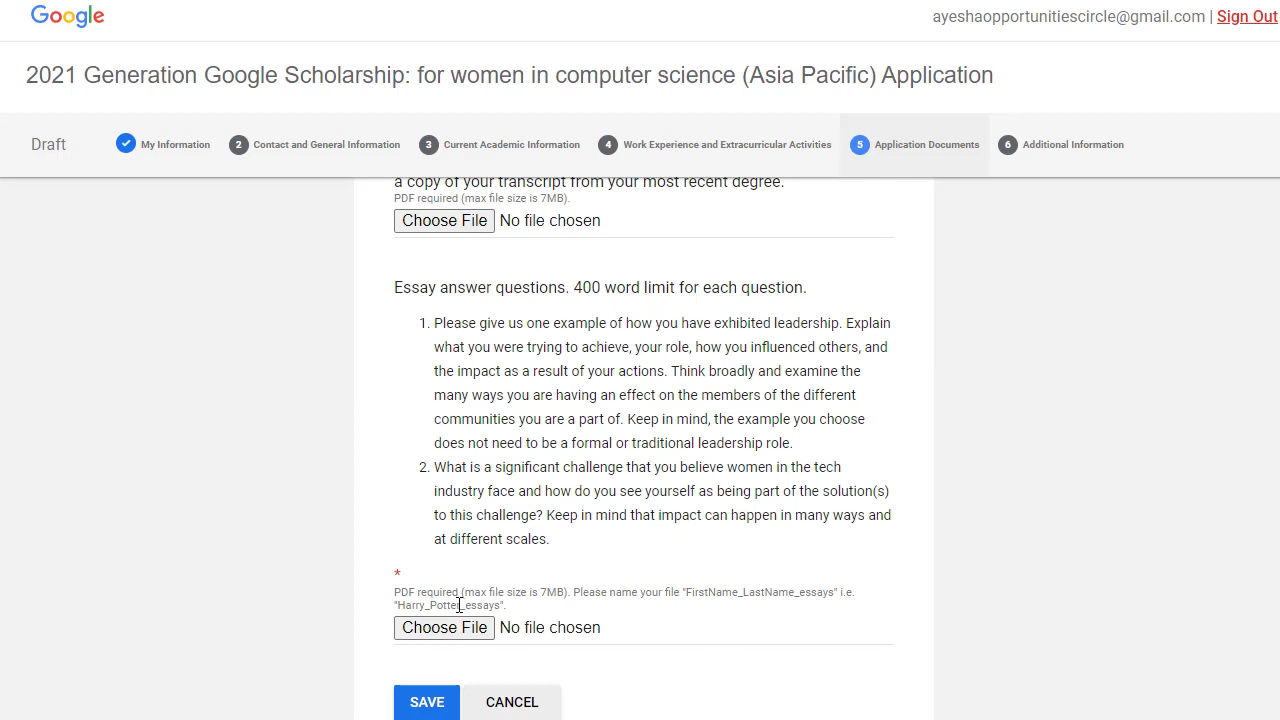 Google
ayeshaopportunitiescircle@gmail.com | Sign Out
2021 Generation Google Scholarship: for women in computer science (Asia Pacific) Application
Draft
My Information
2 Contact and General Information
3 Current Academic Information
4 Work Experience and Extracurricular Activities
5 Application Documents
6 Additional Information
a copy of your transcript from your most recent degree.
PDF required (max file size is 7MB).
Choose File No file chosen
Essay answer questions. 400 word limit for each question.
1. Please give us one example of how you have exhibited leadership. Explain
what you were trying to achieve, your role, how you influenced others, and
the impact as a result of your actions. Think broadly and examine the
many ways you are having an effect on the members of the different
communities you are a part of. Keep in mind, the example you choose
does not need to be a formal or traditional leadership role.
2. What is a significant challenge that you believe women in the tech
industry face and how do you see yourself as being part of the solution(s)
to this challenge? Keep in mind that impact can happen in many ways and
at different scales.
*
PDF required (max file size is 7MB). Please name your file "FirstName_LastName_essays" i.e.
"Harry_Potter_essays".
Choose File No file chosen
SAVE
CANCEL